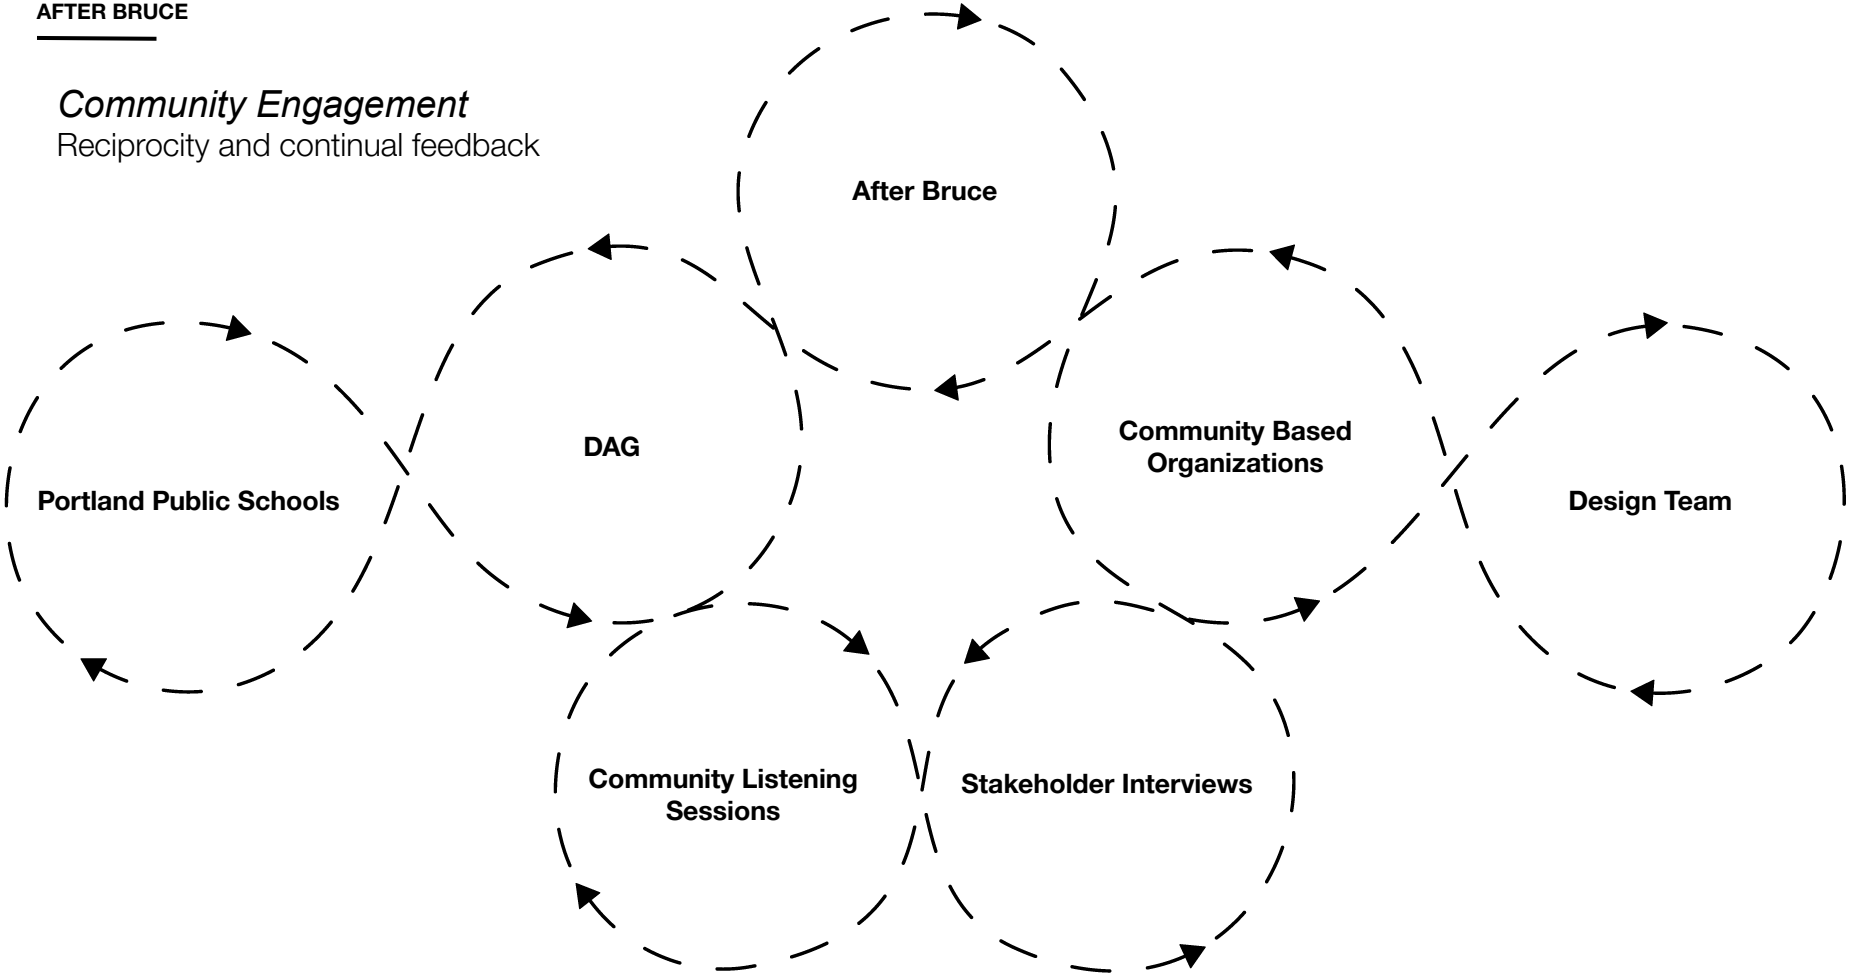 AFTER BRUCE
Community Engagement
Reciprocity and continual feedback
After Bruce
DAG
Community Based
Organizations
Portland Public Schools
Design Team
Community Listening
Sessions
Stakeholder Interviews